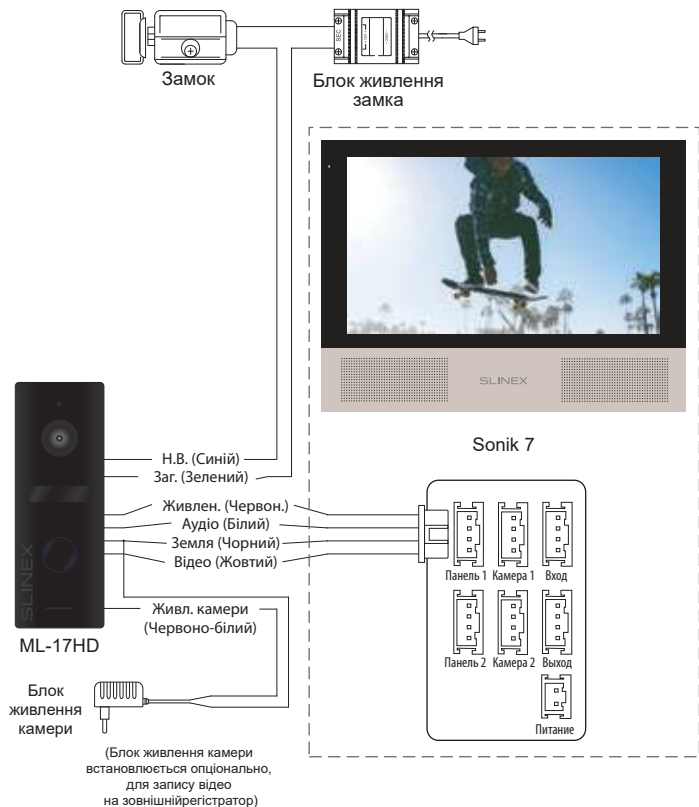 Замок
Блок живлення
замка
SEC
SLINEX
Sonik 7
Н.В. (Синій)
Заг. (Зелений)
Живлен. (Червон.)
Аудіо (Білий)
Земля (Чорний)
Відео (Жовтий)
Живл. камери
(Червоно-білий)
SLINEX
ML-17HD
Панель 1 Камера 1 Вход
Панель 2 Камера 2 Выход
Питание
Блок
живлення
камери
(Блок живлення камери
встановлюється опціонально,
для запису відео
на зовнішнійрегістратор)